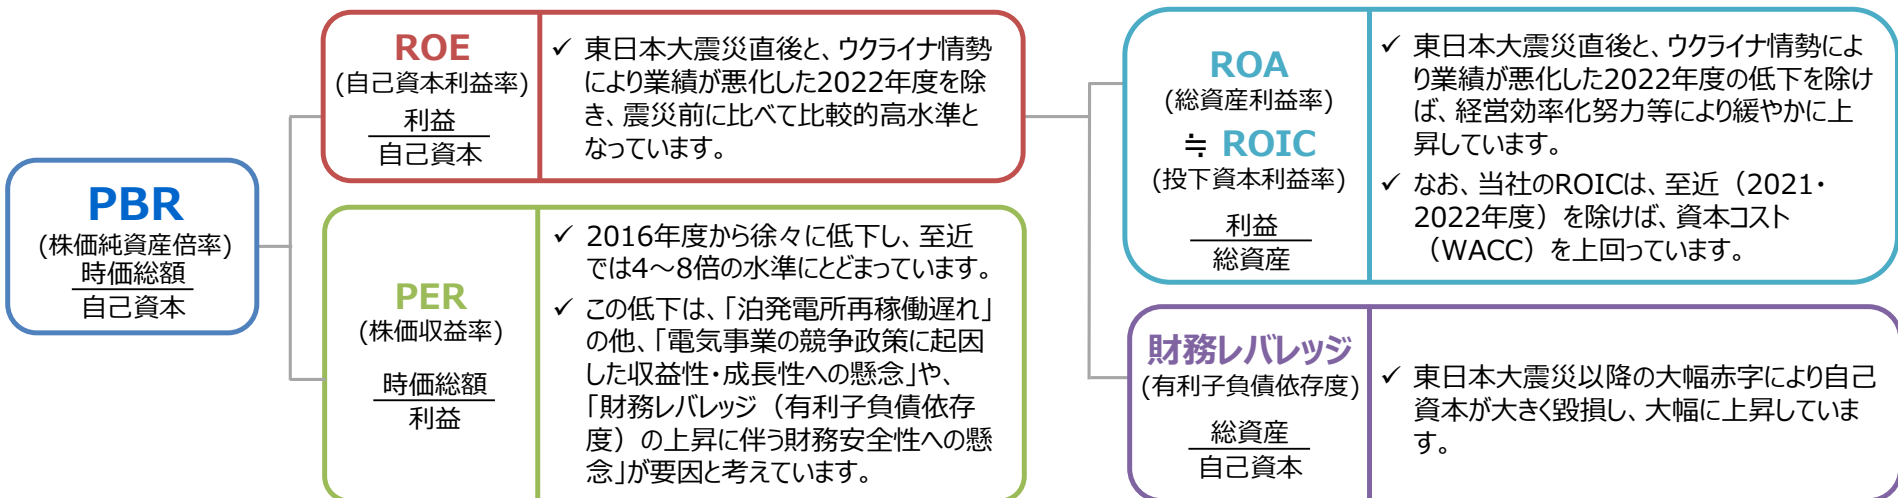 PBR
(株価純資産倍率)
時価総額
自己資本
ROE
(自己資本利益率)
利益
自己資本
✓ 東日本大震災直後と、ウクライナ情勢
により業績が悪化した2022年度を除
き、震災前に比べて比較的高水準と
なっています。
PER
(株価収益率)
時価総額
利益
✓ 2016年度から徐々に低下し、至近
では4～8倍の水準にとどまっています。
✓ この低下は、「泊発電所再稼働遅れ」
の他、「電気事業の競争政策に起因
した収益性・成長性への懸念」や、
「財務レバレッジ（有利子負債依存
度）の上昇に伴う財務安全性への懸
念」が要因と考えています。
ROA
(総資産利益率)
≒ ROIC
(投下資本利益率)
利益
総資産
✓ 東日本大震災直後と、ウクライナ情勢によ
り業績が悪化した2022年度の低下を除け
ば、経営効率化努力等により緩やかに上
昇しています。
✓ なお、当社のROICは、至近（2021・
2022年度）を除けば、資本コスト
（WACC）を上回っています。
財務レバレッジ
(有利子負債依存度)
総資産
自己資本
✓ 東日本大震災以降の大幅赤字により自己
資本が大きく毀損し、大幅に上昇していま
す。